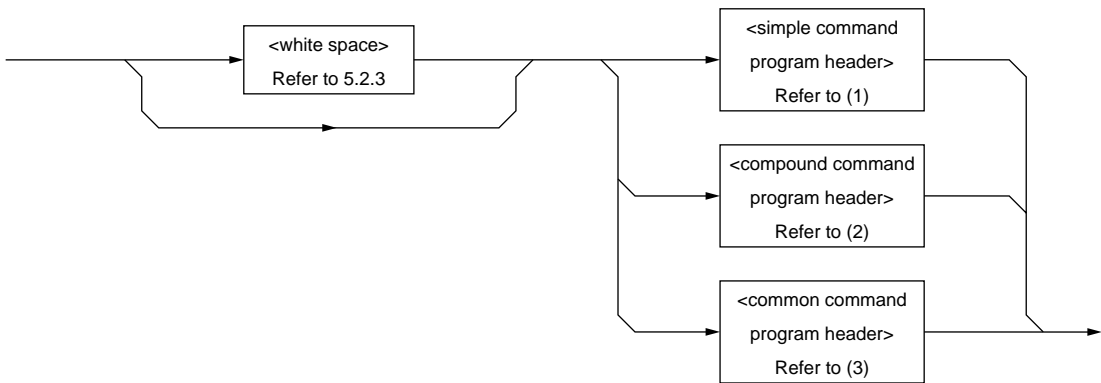 <white space>
Refer to 5.2.3
<simple command
program header>
Refer to (1)
<compound command
program header>
Refer to (2)
<common command
program header>
Refer to (3)